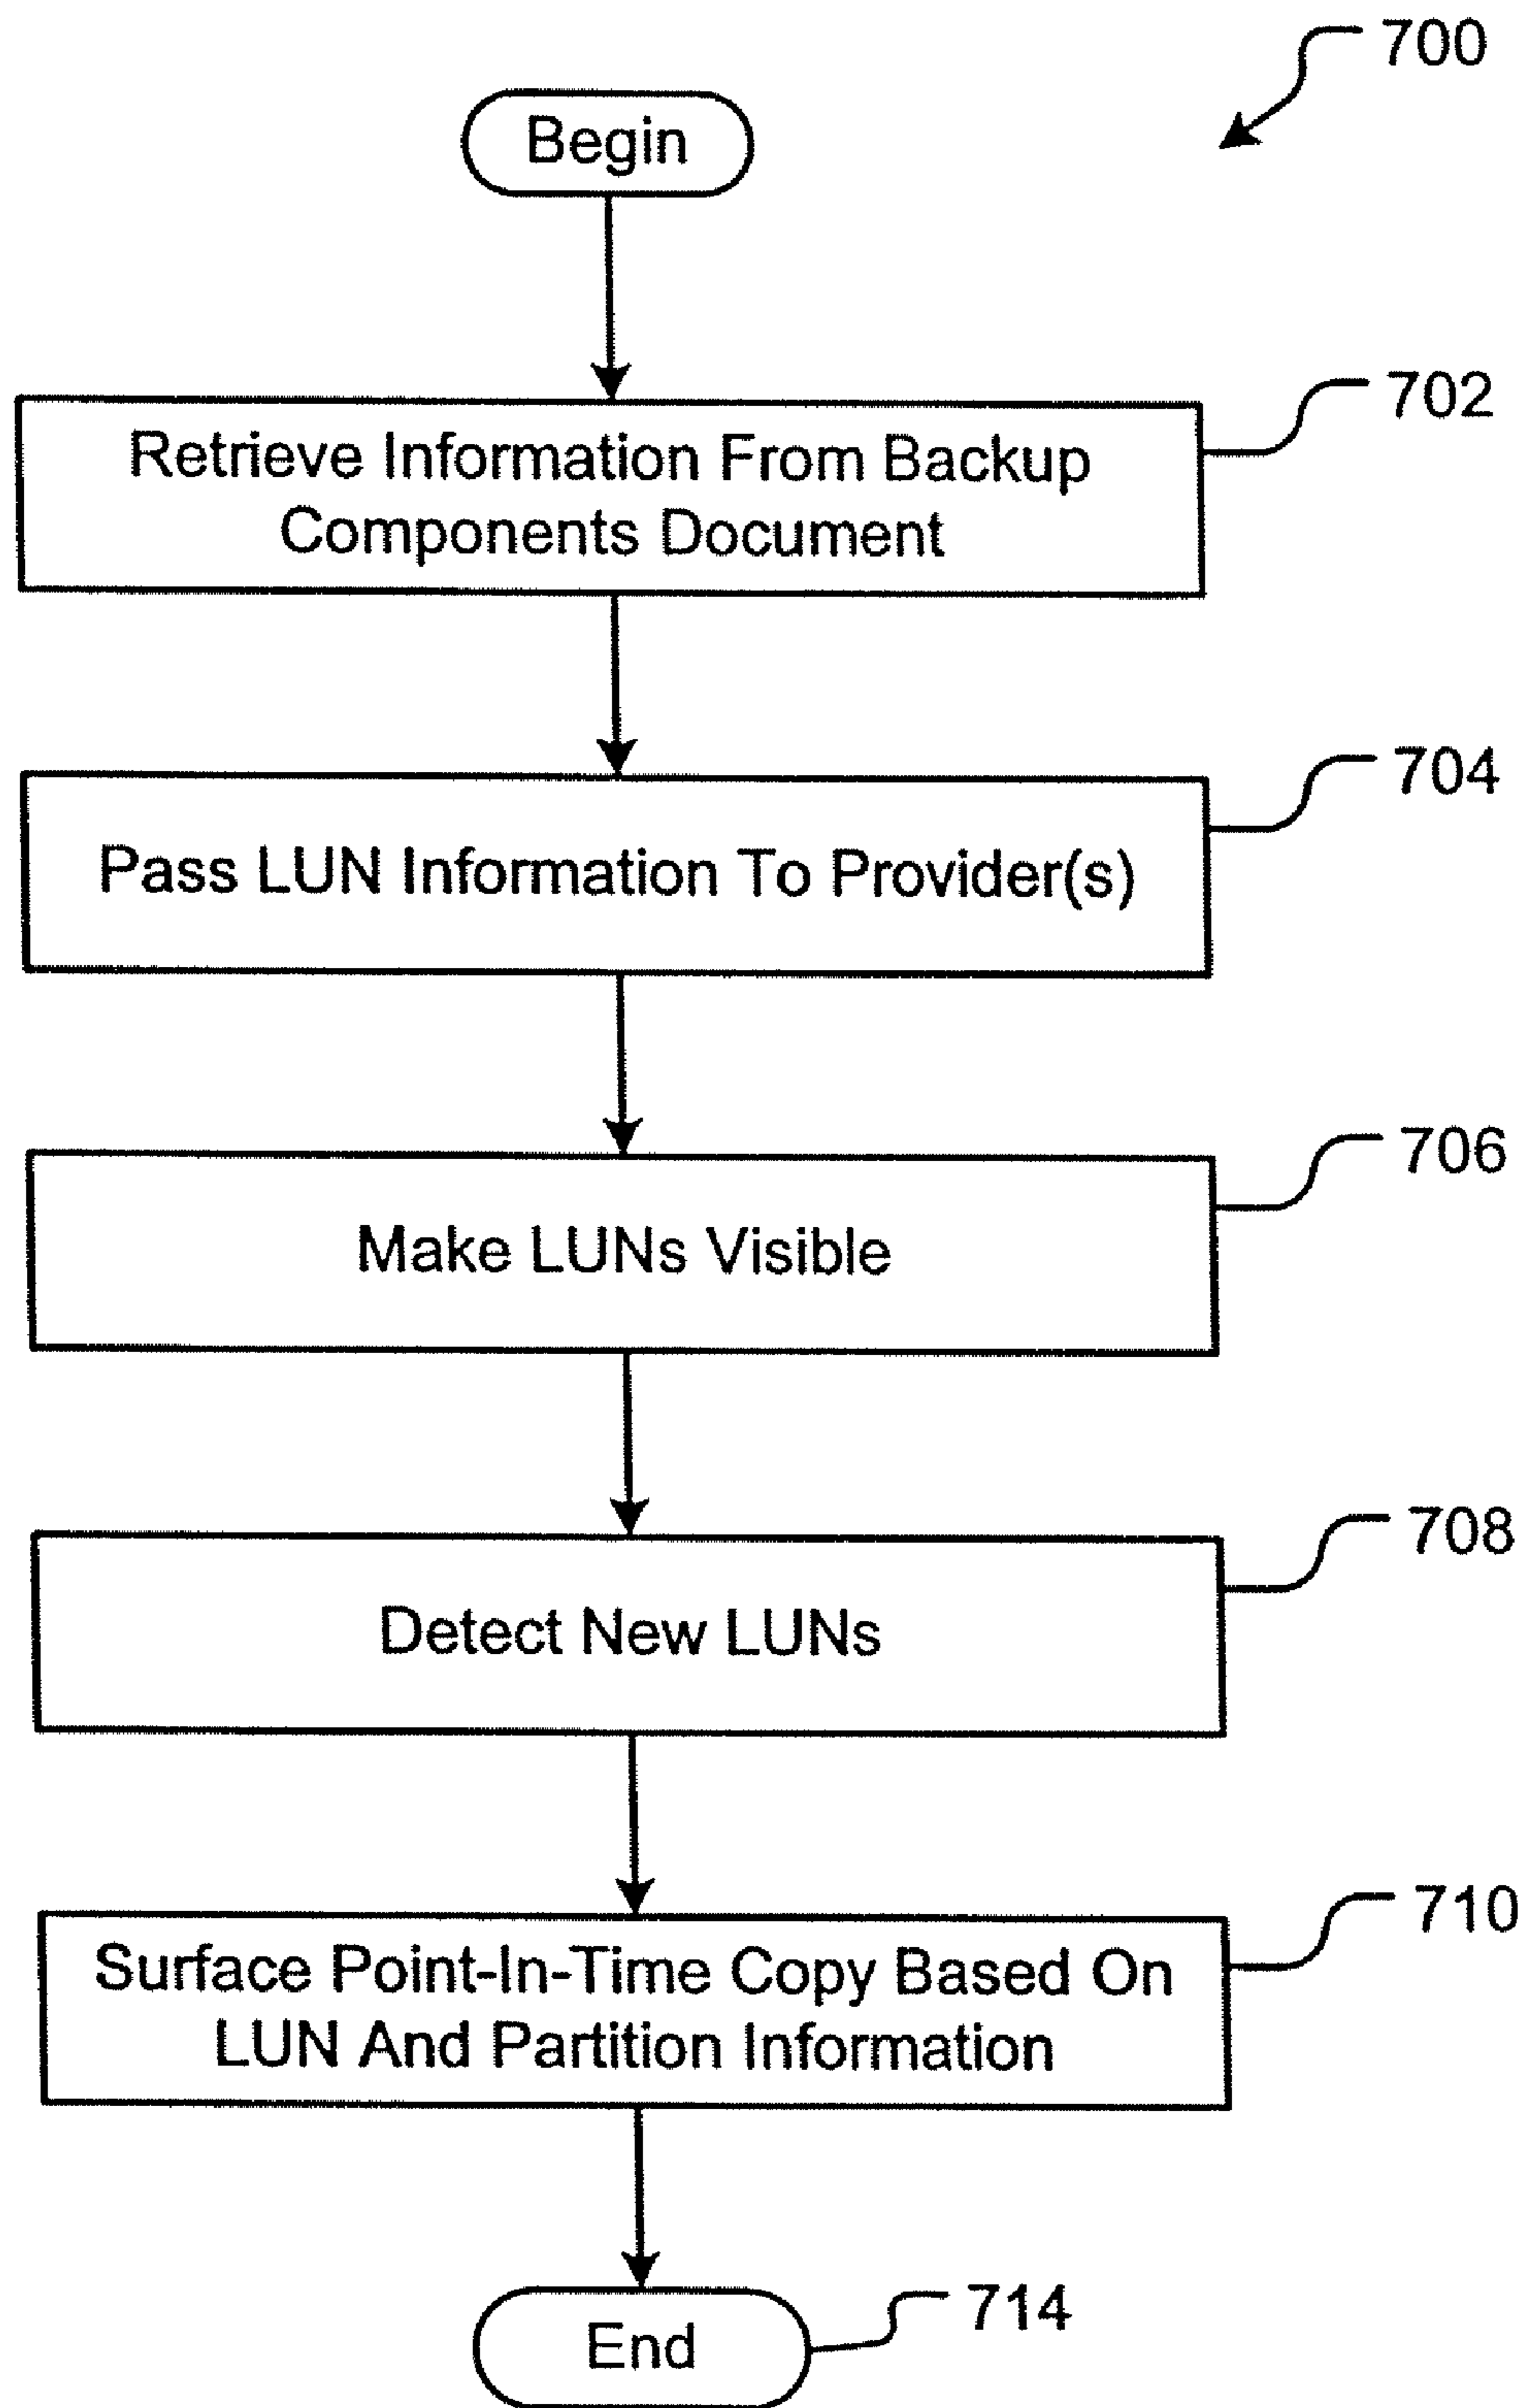 700
Begin
702
Retrieve Information From Backup
Components Document
704
Pass LUN Information To Provider(s)
706
Make LUNs Visible
708
Detect New LUNs
710
Surface Point-In-Time Copy Based On
LUN And Partition Information
714
End